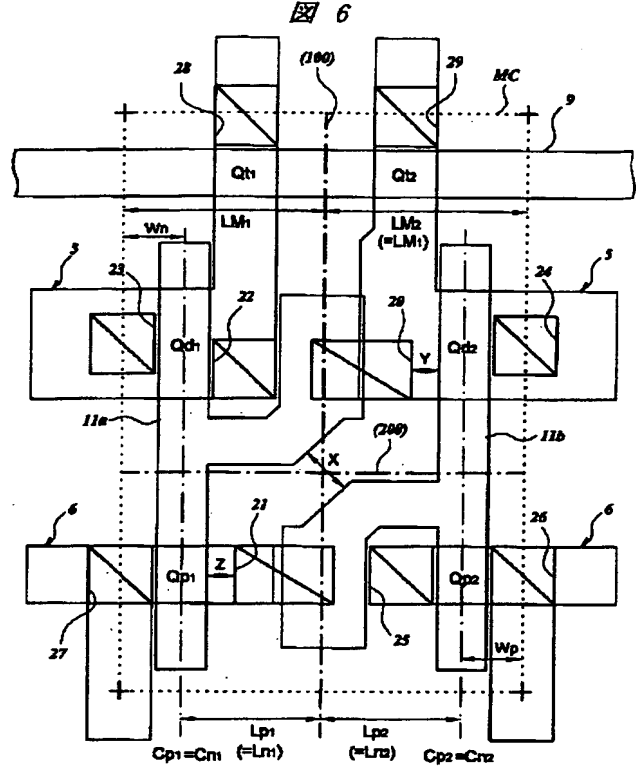 図 6
28
(100)
29
MC
9
Qt1
Qt2
LM1
LM2
(=LM1)
Wn
5
23
22
20
24
5
Qd1
Y
Qd2
11a
(200)
11b
X
6
21
26
6
Z
Qp1
Qp2
27
25
Wp
Lp1
(=Ln1)
Lp2
(=Ln2)
Cp1=Cn1
Cp2=Cn2